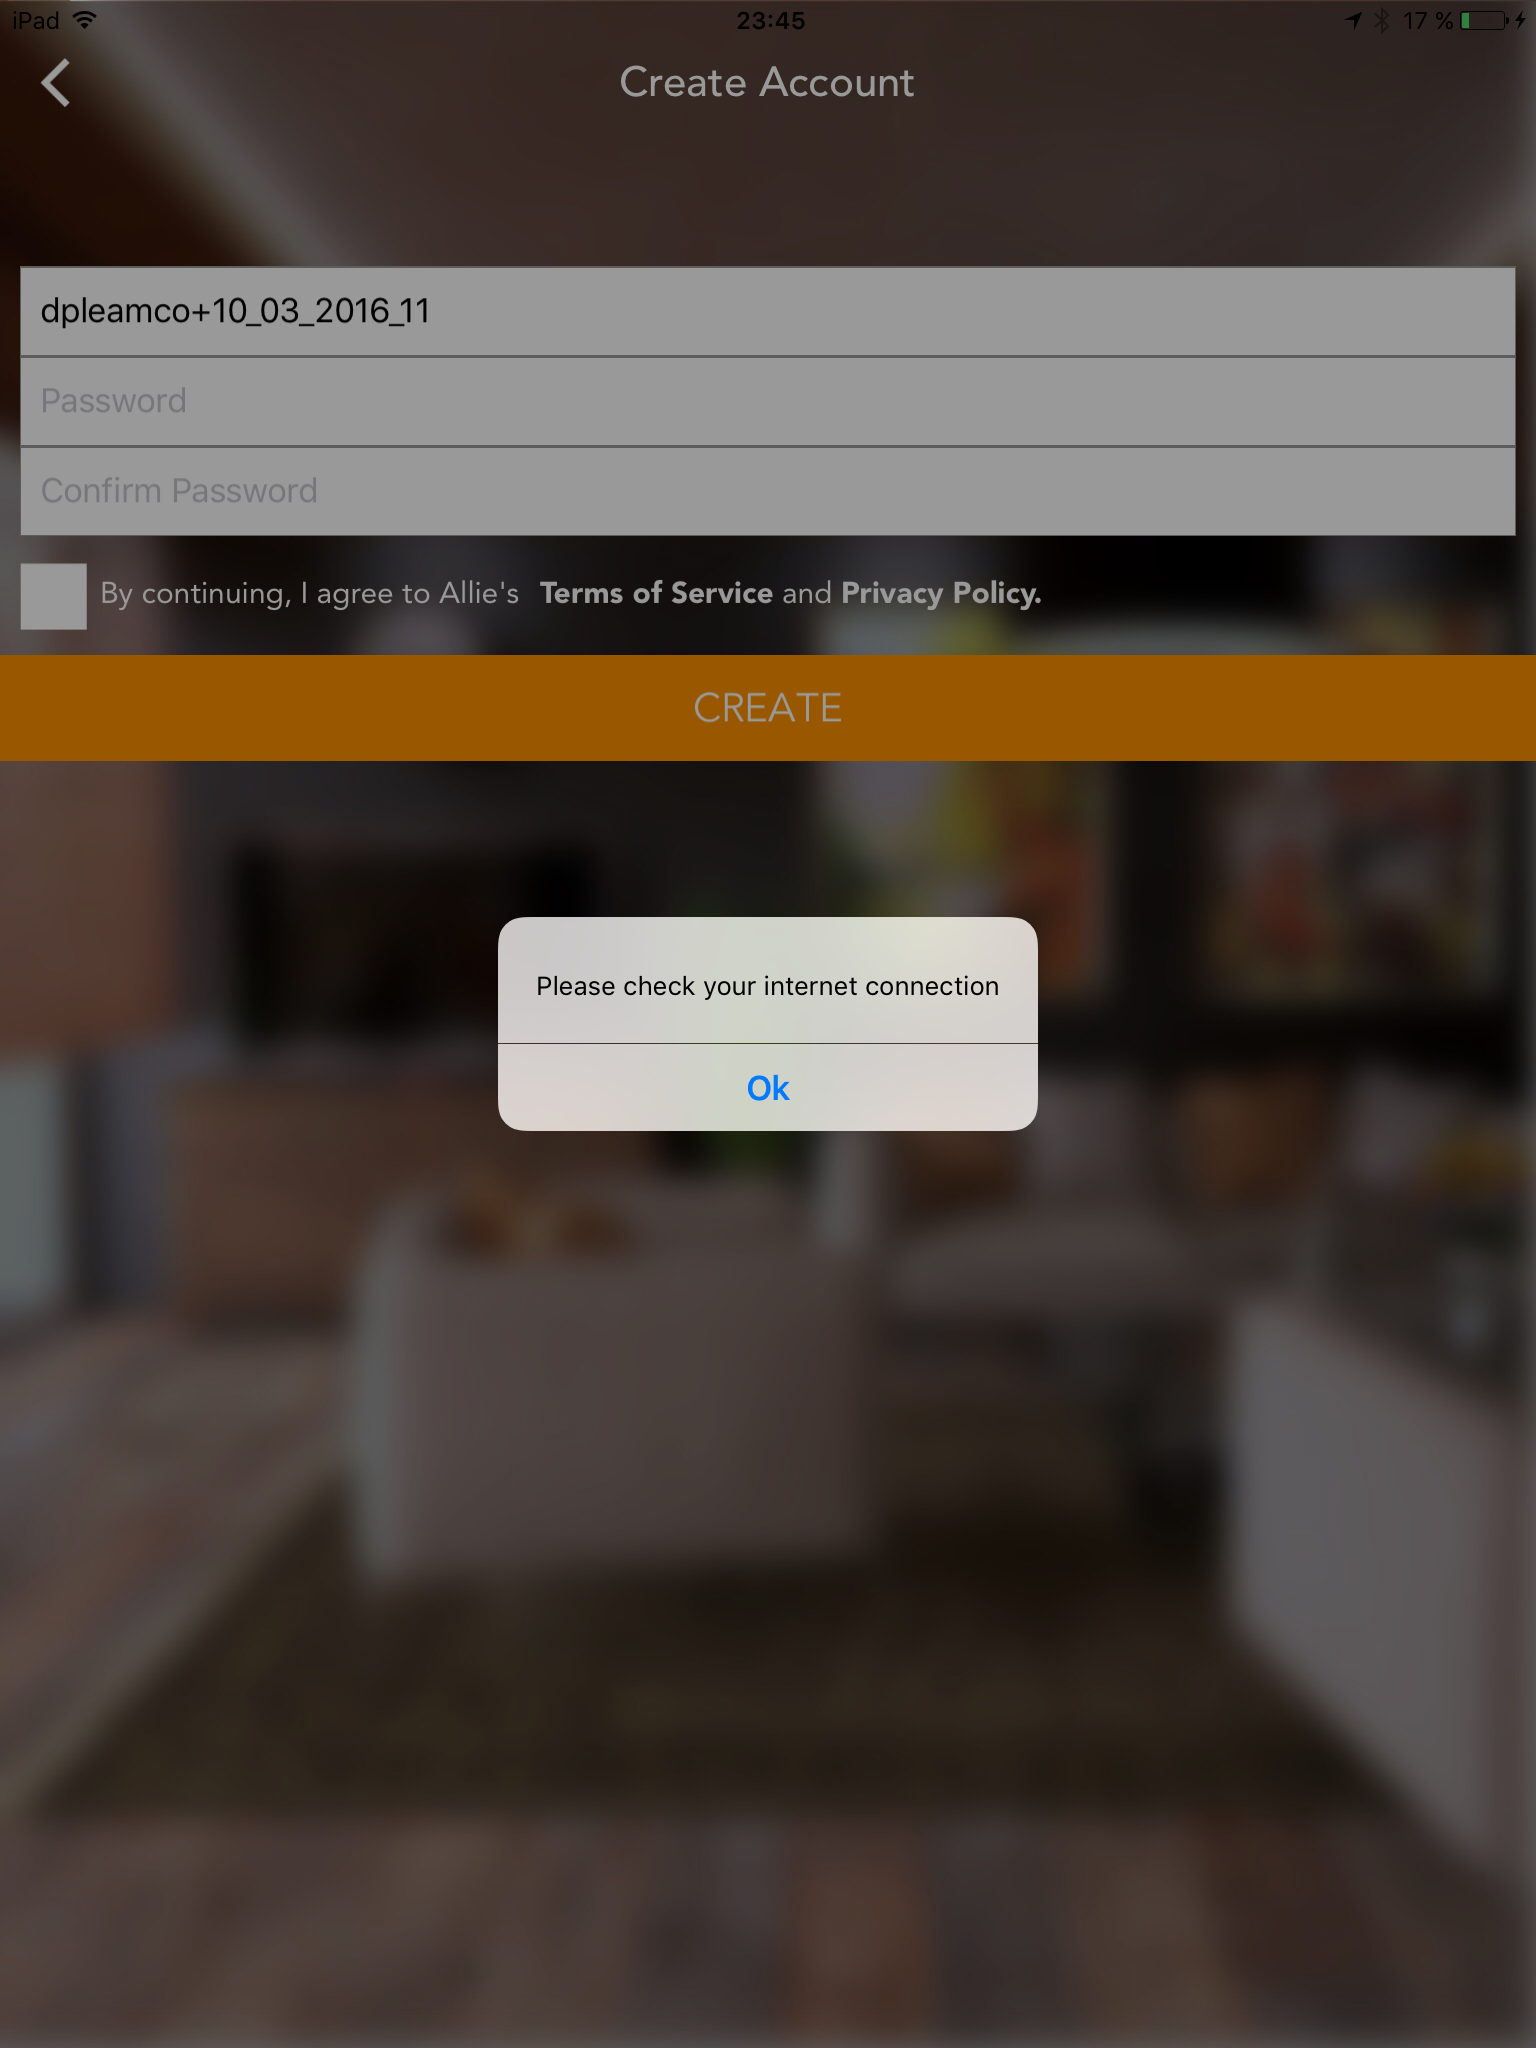 iPad 23:45 17 %
Create Account
dpleamco+10_03_2016_11
Password
Confirm Password
By continuing, I agree to Allie's Terms of Service and Privacy Policy.
CREATE
Please check your internet connection
Ok